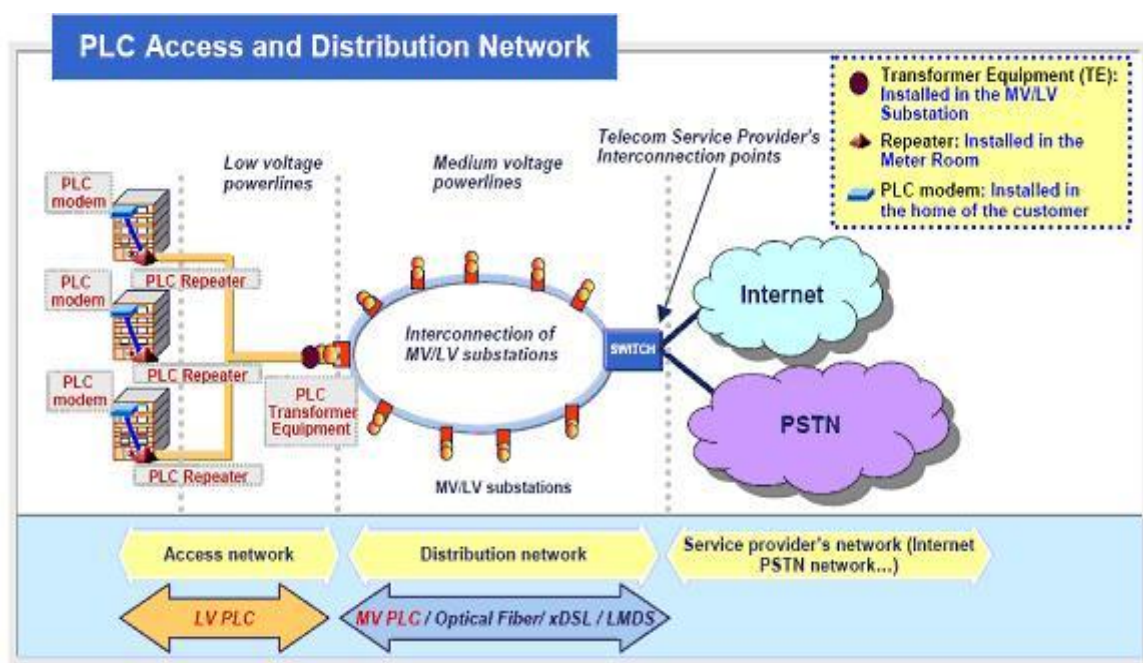 PLC Access and Distribution Network
Transformer Equipment (TE):
Installed in the MV/LV
Substation
Repeater: Installed in the
Meter Room
PLC modem: Installed in
the home of the customer
Telecom Service Provider's
Interconnection points
Low voltage
powerlines
Medium voltage
powerlines
PLC
modem
PLC Repeater
PLC
modem
PLC Repeater
PLC
modem
PLC Repeater
PLC
Transformer
Equipment
Interconnection of
MV/LV substations
SWITCH
Internet
PSTN
MV/LV substations
Access network
Distribution network
Service provider's network (Internet
PSTN network...)
LV PLC
MV PLC / Optical Fiber/ xDSL / LMDS